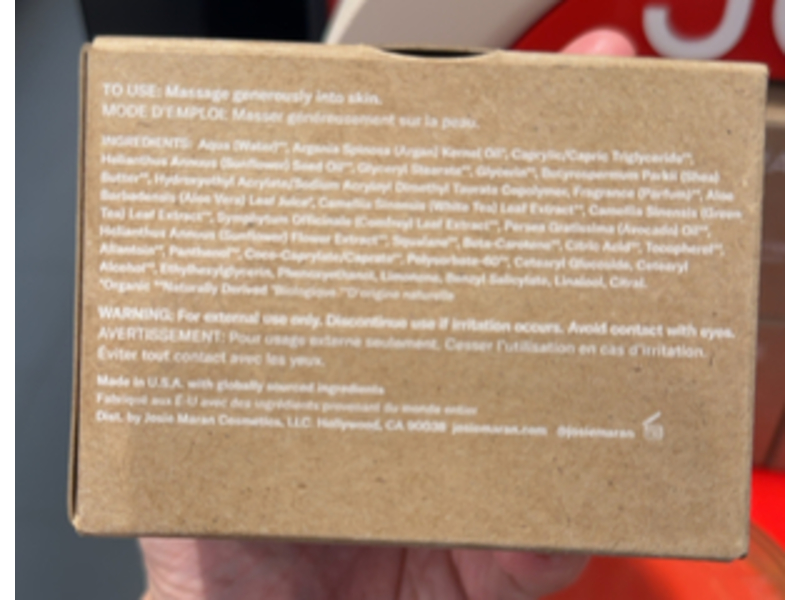 TO USE: Massage generously into skin.
MODE D'EMPLOI: Masser généreusement sur la peau.
INGREDIENTS: Aqua (Water)**, Argania Spinosa (Argan) Kernel Oil*, Caprylic/Capric Triglyceride**,
Helianthus Annuus (Sunflower) Seed Oil**, Glyceryl Stearate**, Glycerin**, Butyrospermum Parkii (Shea)
Butter**, Hydroxyethyl Acrylate/Sodium Acryloyl Dimethyl Taurate Copolymer, Fragrance (Parfum)**, Aloe
Barbadensis (Aloe Vera) Leaf Juice*, Camellia Sinensis (White Tea) Leaf Extract**, Camellia Sinensis (Green
Tea) Leaf Extract**, Symphytum Officinale (Comfrey) Leaf Extract**, Persea Gratissima (Avocado) Oil**,
Helianthus Annuus (Sunflower) Flower Extract**, Squalane**, Beta-Carotene**, Citric Acid**, Tocopherol**,
Allantoin**, Panthenol**, Coco-Caprylate/Caprate**, Polysorbate-60**, Cetearyl Glucoside, Cetearyl
Alcohol**, Ethylhexylglycerin, Phenoxyethanol, Limonene, Benzyl Salicylate, Linalool, Citral.
*Organic **Naturally Derived *Biologique **D'origine naturelle
WARNING: For external use only. Discontinue use if irritation occurs. Avoid contact with eyes.
AVERTISSEMENT: Pour usage externe seulement. Cesser l'utilisation en cas d'irritation.
Éviter tout contact avec les yeux.
Made in U.S.A. with globally sourced ingredients
Fabriqué aux É-U avec des ingrédients provenant du monde entier
Dist. by Josie Maran Cosmetics, LLC Hollywood, CA 90038 josiemaran.com @josiemaran